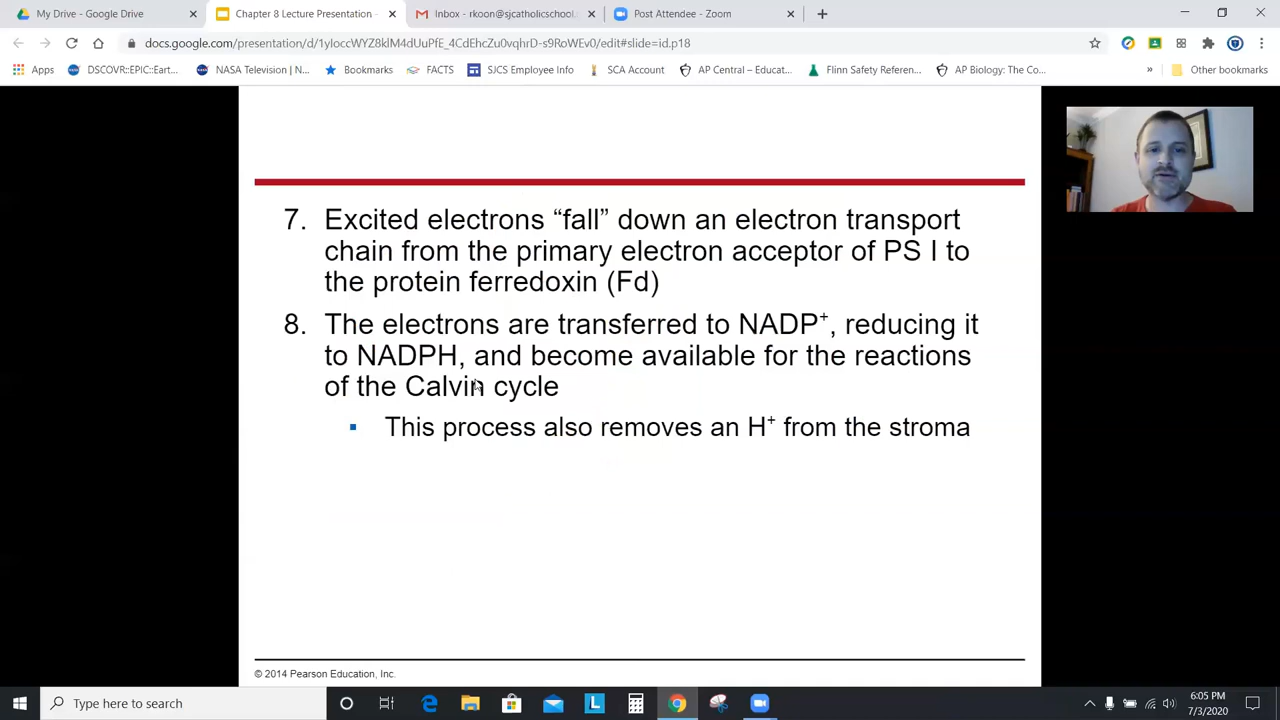 My Drive - Google Drive
Chapter 8 Lecture Presentation -
Inbox - rkoon@sjcatholicschool.
Post Attendee - Zoom
docs.google.com/presentation/d/1yIoccWYZ8klM4dUuPfE_4CdEhcZu0vqhrD-s9RoWEv0/edit#slide=id.p18
Apps
DSCOVR::EPIC::Eart...
NASA Television | N...
Bookmarks
FACTS
SJCS Employee Info
SCA Account
AP Central – Educat...
Flinn Safety Referen...
AP Biology: The Co...
»
Other bookmarks
7. Excited electrons “fall” down an electron transport
chain from the primary electron acceptor of PS I to
the protein ferredoxin (Fd)
8. The electrons are transferred to NADP+, reducing it
to NADPH, and become available for the reactions
of the Calvin cycle
▪ This process also removes an H+ from the stroma
© 2014 Pearson Education, Inc.
Type here to search
6:05 PM
7/3/2020